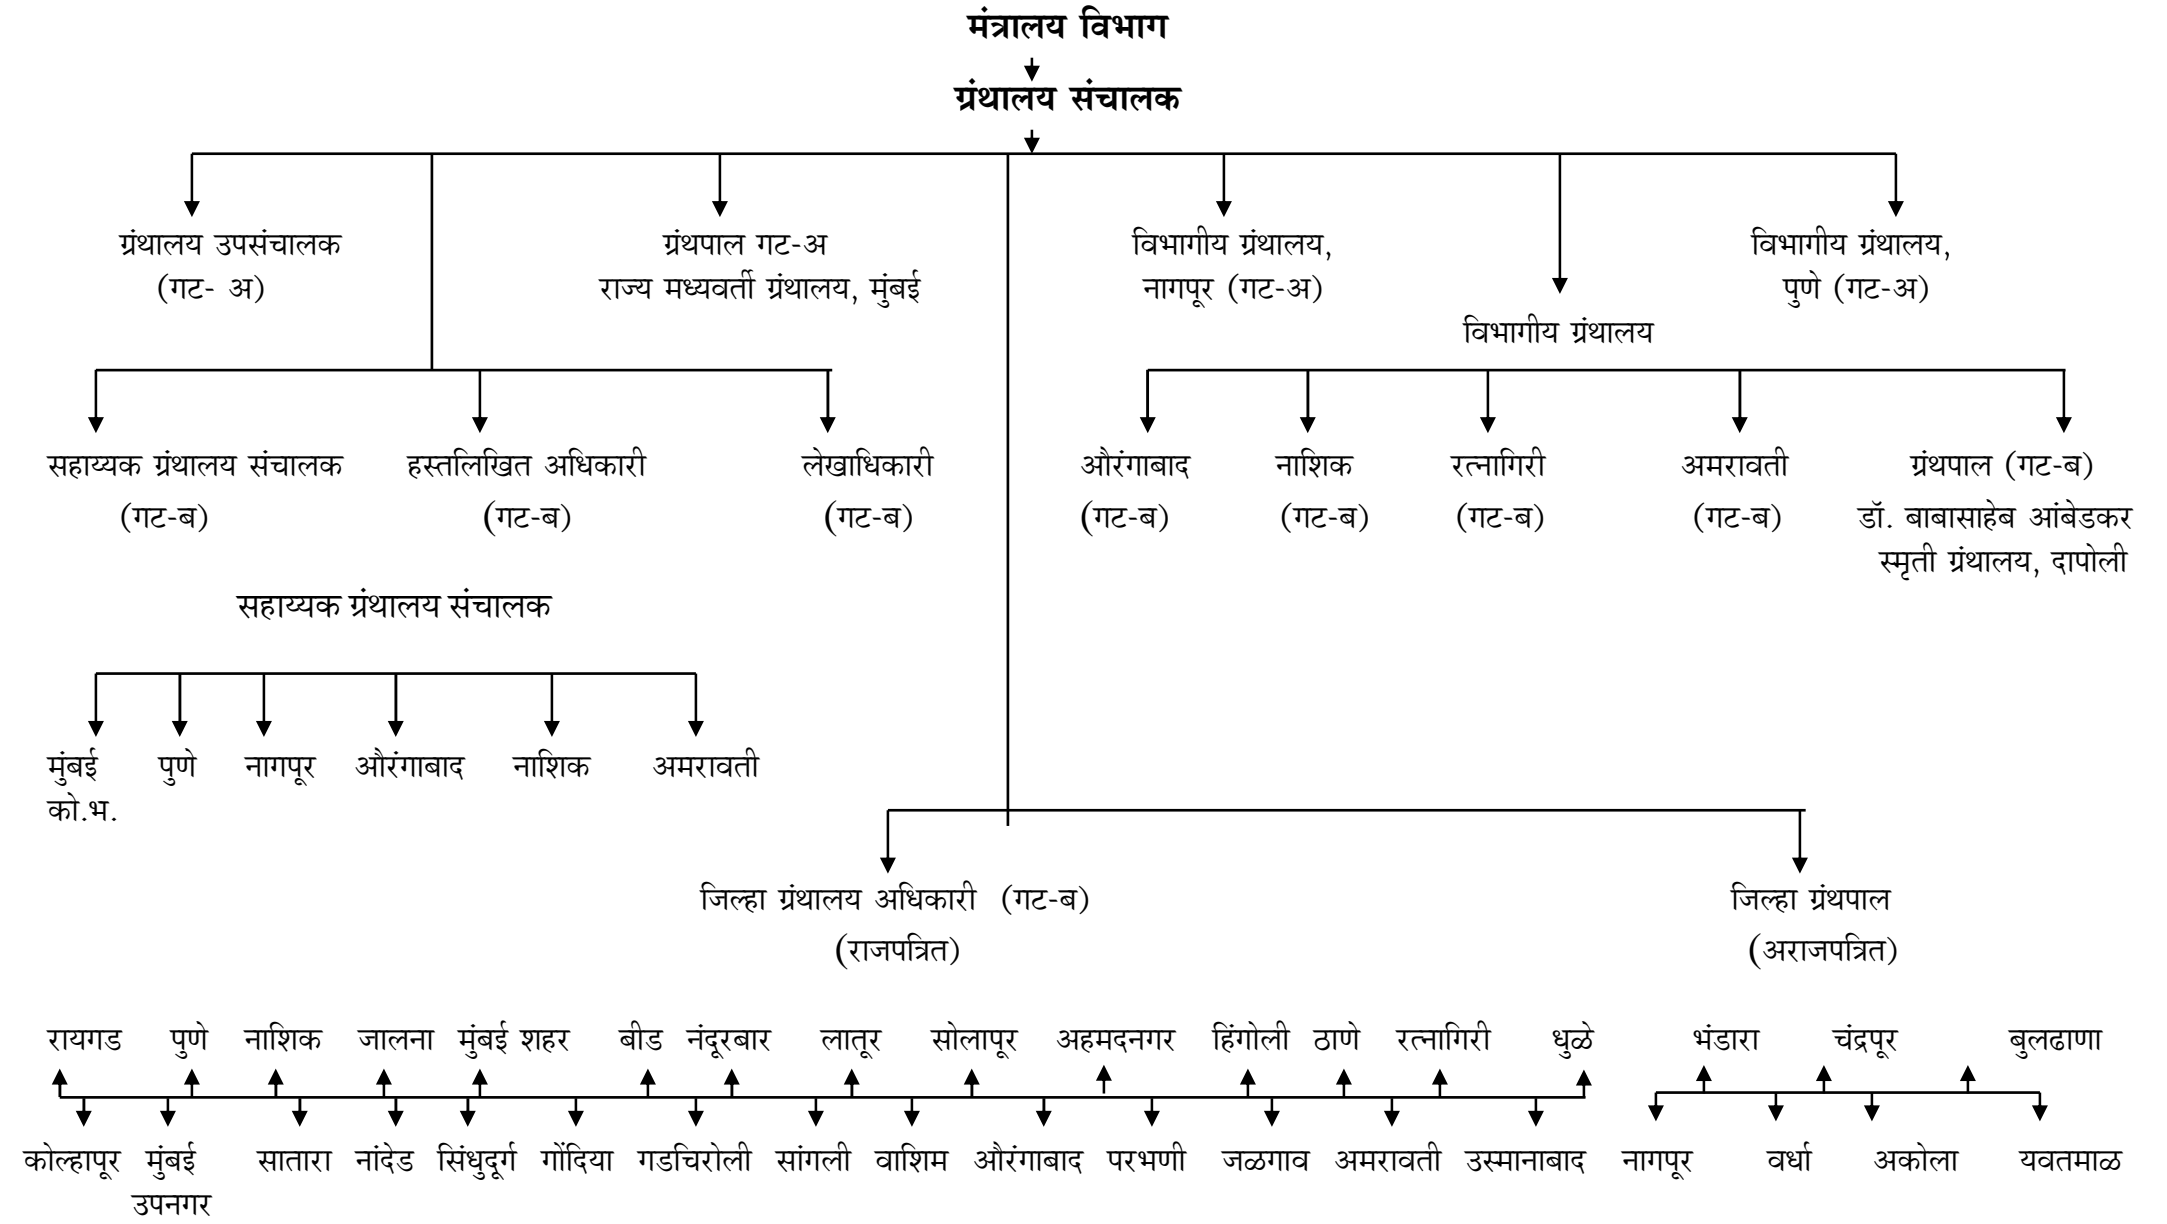 मंत्रालय विभाग
ग्रंथालय संचालक
ग्रंथालय उपसंचालक
(गट- अ)
ग्रंथपाल गट-अ
राज्य मध्यवर्ती ग्रंथालय, मुंबई
विभागीय ग्रंथालय,
नागपूर (गट-अ)
विभागीय ग्रंथालय
विभागीय ग्रंथालय,
पुणे (गट-अ)
सहाय्यक ग्रंथालय संचालक
(गट-ब)
हस्तलिखित अधिकारी
(गट-ब)
लेखाधिकारी
(गट-ब)
औरंगाबाद
(गट-ब)
नाशिक
(गट-ब)
रत्नागिरी
(गट-ब)
अमरावती
(गट-ब)
ग्रंथपाल (गट-ब)
डॉ. बाबासाहेब आंबेडकर
स्मृती ग्रंथालय, दापोली
सहाय्यक ग्रंथालय संचालक
मुंबई
को.भ.
पुणे
नागपूर
औरंगाबाद
नाशिक
अमरावती
जिल्हा ग्रंथालय अधिकारी (गट-ब)
(राजपत्रित)
जिल्हा ग्रंथपाल
(अराजपत्रित)
रायगड
पुणे
नाशिक
जालना
मुंबई शहर
बीड
नंदूरबार
लातूर
सोलापूर
अहमदनगर
हिंगोली
ठाणे
रत्नागिरी
धुळे
भंडारा
चंद्रपूर
बुलढाणा
कोल्हापूर
मुंबई
उपनगर
सातारा
नांदेड
सिंधुदूर्ग
गोंदिया
गडचिरोली
सांगली
वाशिम
औरंगाबाद
परभणी
जळगाव
अमरावती
उस्मानाबाद
नागपूर
वर्धा
अकोला
यवतमाळ